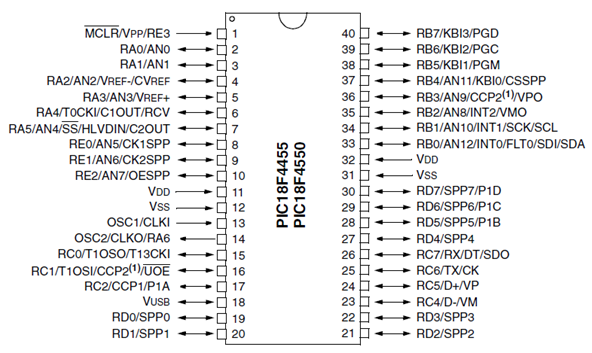 MCLR/VPP/RE3 1
RA0/AN0 2
RA1/AN1 3
RA2/AN2/VREF-/CVREF 4
RA3/AN3/VREF+ 5
RA4/T0CKI/C1OUT/RCV 6
RA5/AN4/SS/HLVDIN/C2OUT 7
RE0/AN5/CK1SPP 8
RE1/AN6/CK2SPP 9
RE2/AN7/OESPP 10
VDD 11
VSS 12
OSC1/CLKI 13
OSC2/CLKO/RA6 14
RC0/T1OSO/T13CKI 15
RC1/T1OSI/CCP2(1)/UOE 16
RC2/CCP1/P1A 17
VUSB 18
RD0/SPP0 19
RD1/SPP1 20
PIC18F4455
PIC18F4550
40 RB7/KBI3/PGD
39 RB6/KBI2/PGC
38 RB5/KBI1/PGM
37 RB4/AN11/KBI0/CSSPP
36 RB3/AN9/CCP2(1)/VPO
35 RB2/AN8/INT2/VMO
34 RB1/AN10/INT1/SCK/SCL
33 RB0/AN12/INT0/FLT0/SDI/SDA
32 VDD
31 VSS
30 RD7/SPP7/P1D
29 RD6/SPP6/P1C
28 RD5/SPP5/P1B
27 RD4/SPP4
26 RC7/RX/DT/SDO
25 RC6/TX/CK
24 RC5/D+/VP
23 RC4/D-/VM
22 RD3/SPP3
21 RD2/SPP2